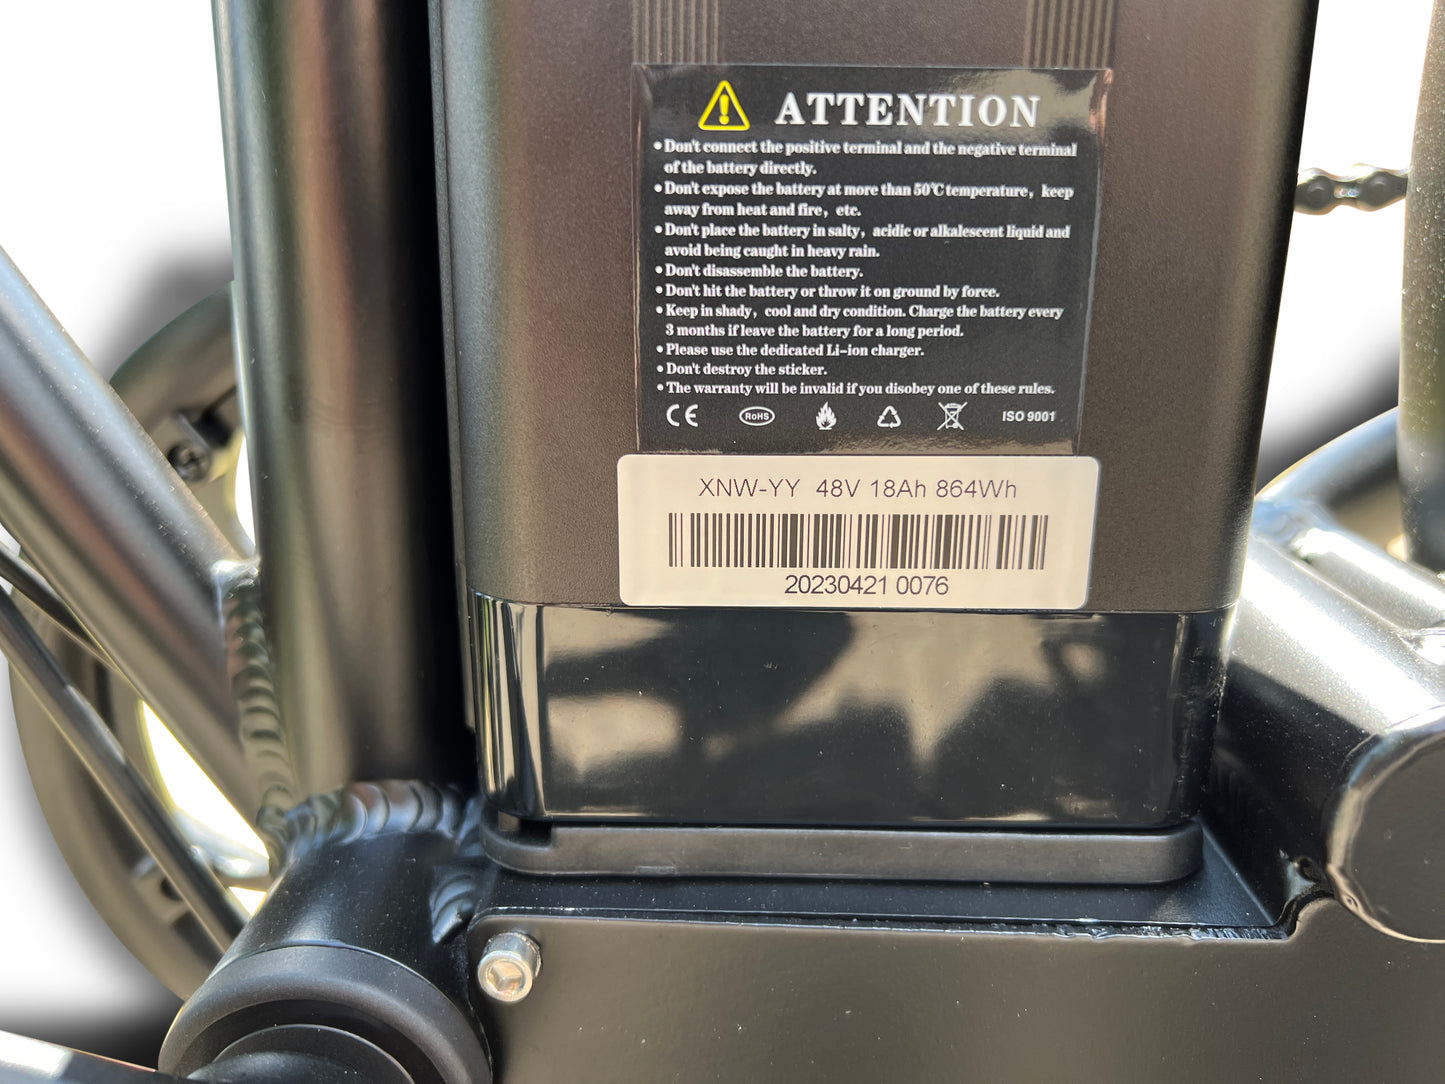 ATTENTION
• Don't connect the positive terminal and the negative terminal
of the battery directly.
• Don't expose the battery at more than 50℃ temperature, keep
away from heat and fire, etc.
• Don't place the battery in salty, acidic or alkalescent liquid and
avoid being caught in heavy rain.
• Don't disassemble the battery.
• Don't hit the battery or throw it on ground by force.
• Keep in shady, cool and dry condition. Charge the battery every
3 months if leave the battery for a long period.
• Please use the dedicated Li-ion charger.
• Don't destroy the sticker.
• The warranty will be invalid if you disobey one of these rules.
CE RoHS ISO 9001
XNW-YY 48V 18Ah 864Wh
20230421 0076